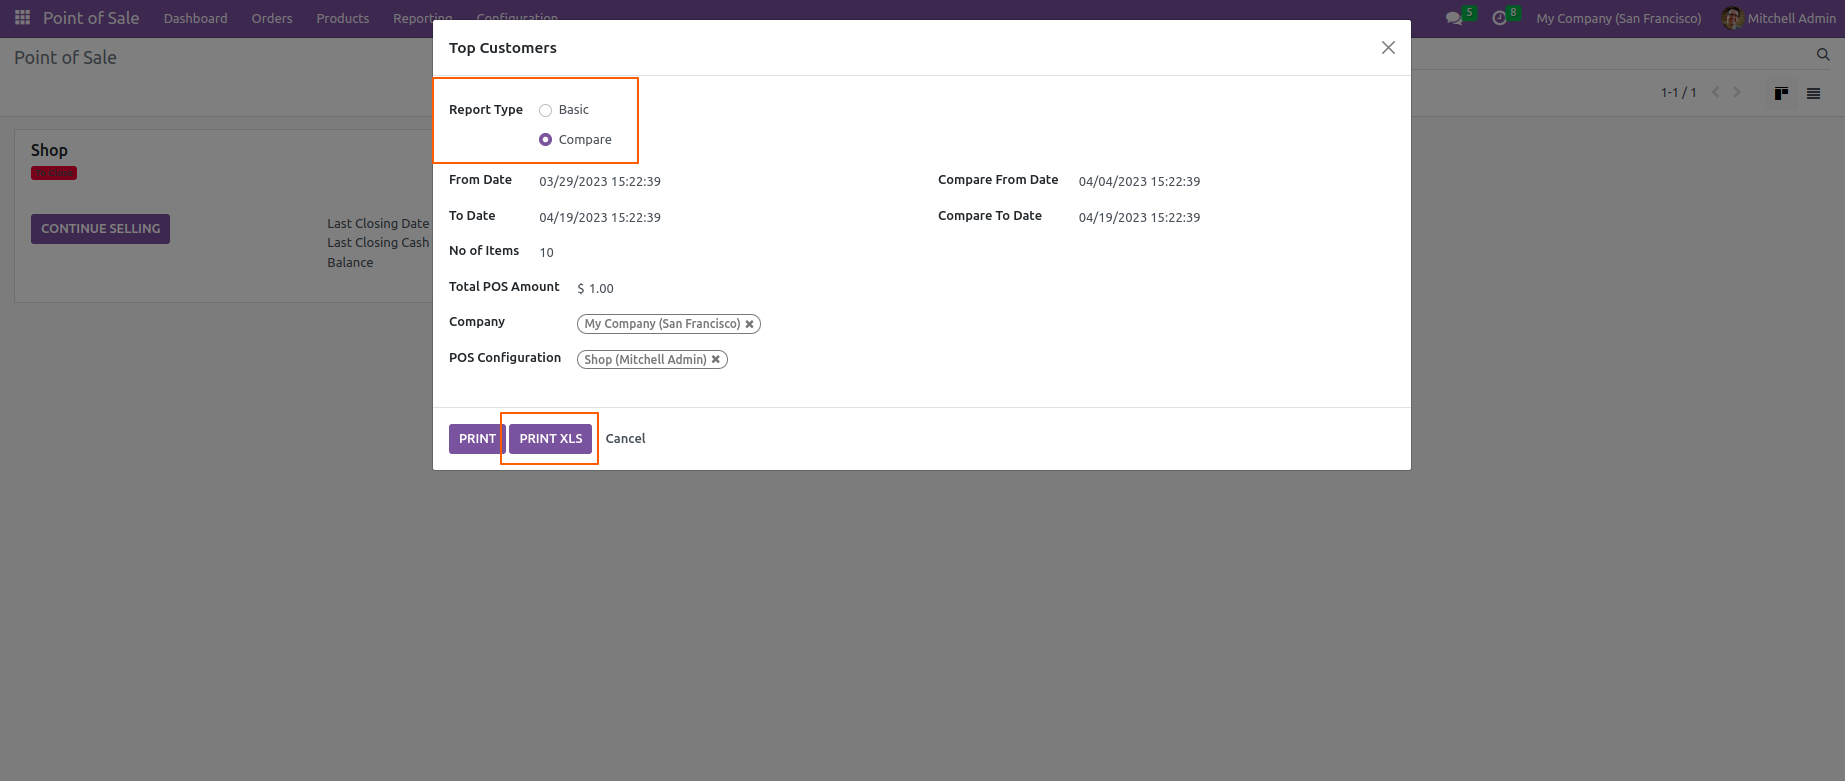 Point of Sale Dashboard Orders Products Reporting Configuration 5 8 My Company (San Francisco) Mitchell Admin
Point of Sale
1-1 / 1
Shop
CONTINUE SELLING
Last Closing Date
Last Closing Cash
Balance
Top Customers
Report Type Basic
Compare
From Date 03/29/2023 15:22:39 Compare From Date 04/04/2023 15:22:39
To Date 04/19/2023 15:22:39 Compare To Date 04/19/2023 15:22:39
No of Items 10
Total POS Amount $ 1.00
Company My Company (San Francisco)
POS Configuration Shop (Mitchell Admin)
PRINT PRINT XLS Cancel